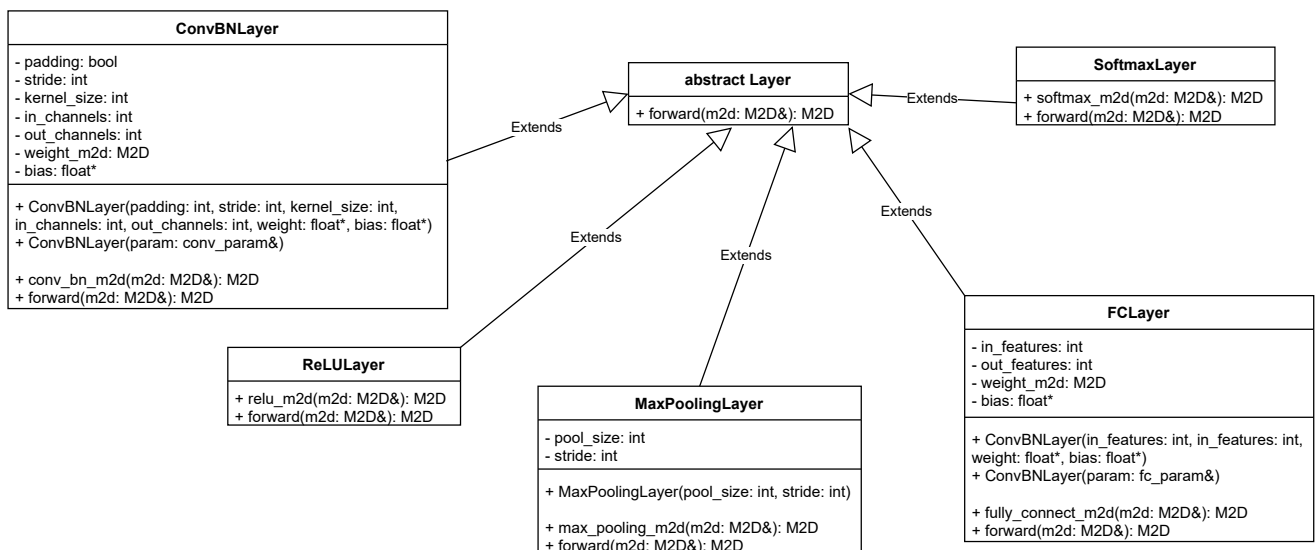 ConvBNLayer
- padding: bool
- stride: int
- kernel_size: int
- in_channels: int
- out_channels: int
- weight_m2d: M2D
- bias: float*
+ ConvBNLayer(padding: int, stride: int, kernel_size: int,
in_channels: int, out_channels: int, weight: float*, bias: float*)
+ ConvBNLayer(param: conv_param&)
+ conv_bn_m2d(m2d: M2D&): M2D
+ forward(m2d: M2D&): M2D
Extends
abstract Layer
+ forward(m2d: M2D&): M2D
Extends
SoftmaxLayer
+ softmax_m2d(m2d: M2D&): M2D
+ forward(m2d: M2D&): M2D
Extends
Extends
Extends
ReLULayer
+ relu_m2d(m2d: M2D&): M2D
+ forward(m2d: M2D&): M2D
MaxPoolingLayer
- pool_size: int
- stride: int
+ MaxPoolingLayer(pool_size: int, stride: int)
+ max_pooling_m2d(m2d: M2D&): M2D
+ forward(m2d: M2D&): M2D
FCLayer
- in_features: int
- out_features: int
- weight_m2d: M2D
- bias: float*
+ ConvBNLayer(in_features: int, in_features: int,
weight: float*, bias: float*)
+ ConvBNLayer(param: fc_param&)
+ fully_connect_m2d(m2d: M2D&): M2D
+ forward(m2d: M2D&): M2D